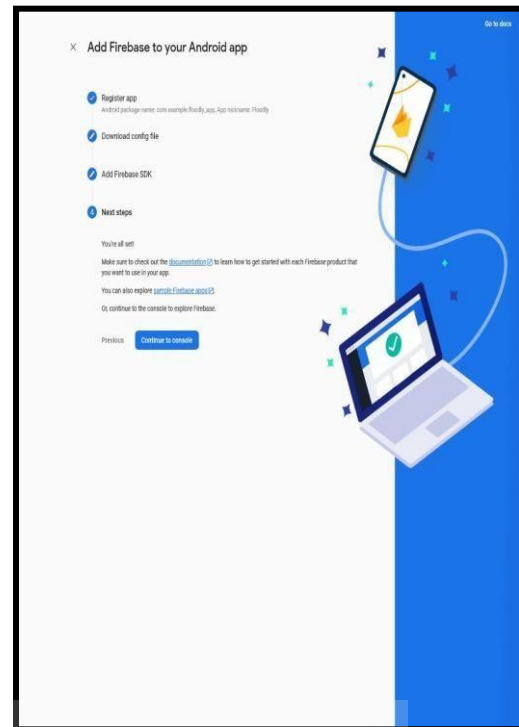 Go to docs
× Add Firebase to your Android app
Register app
Android package name: com.example.floodly_app, App nickname: Floodly
Download config file
Add Firebase SDK
4 Next steps
You're all set!
Make sure to check out the documentation to learn how to get started with each Firebase product that
you want to use in your app.
You can also explore sample Firebase apps.
Or, continue to the console to explore Firebase.
Previous Continue to console